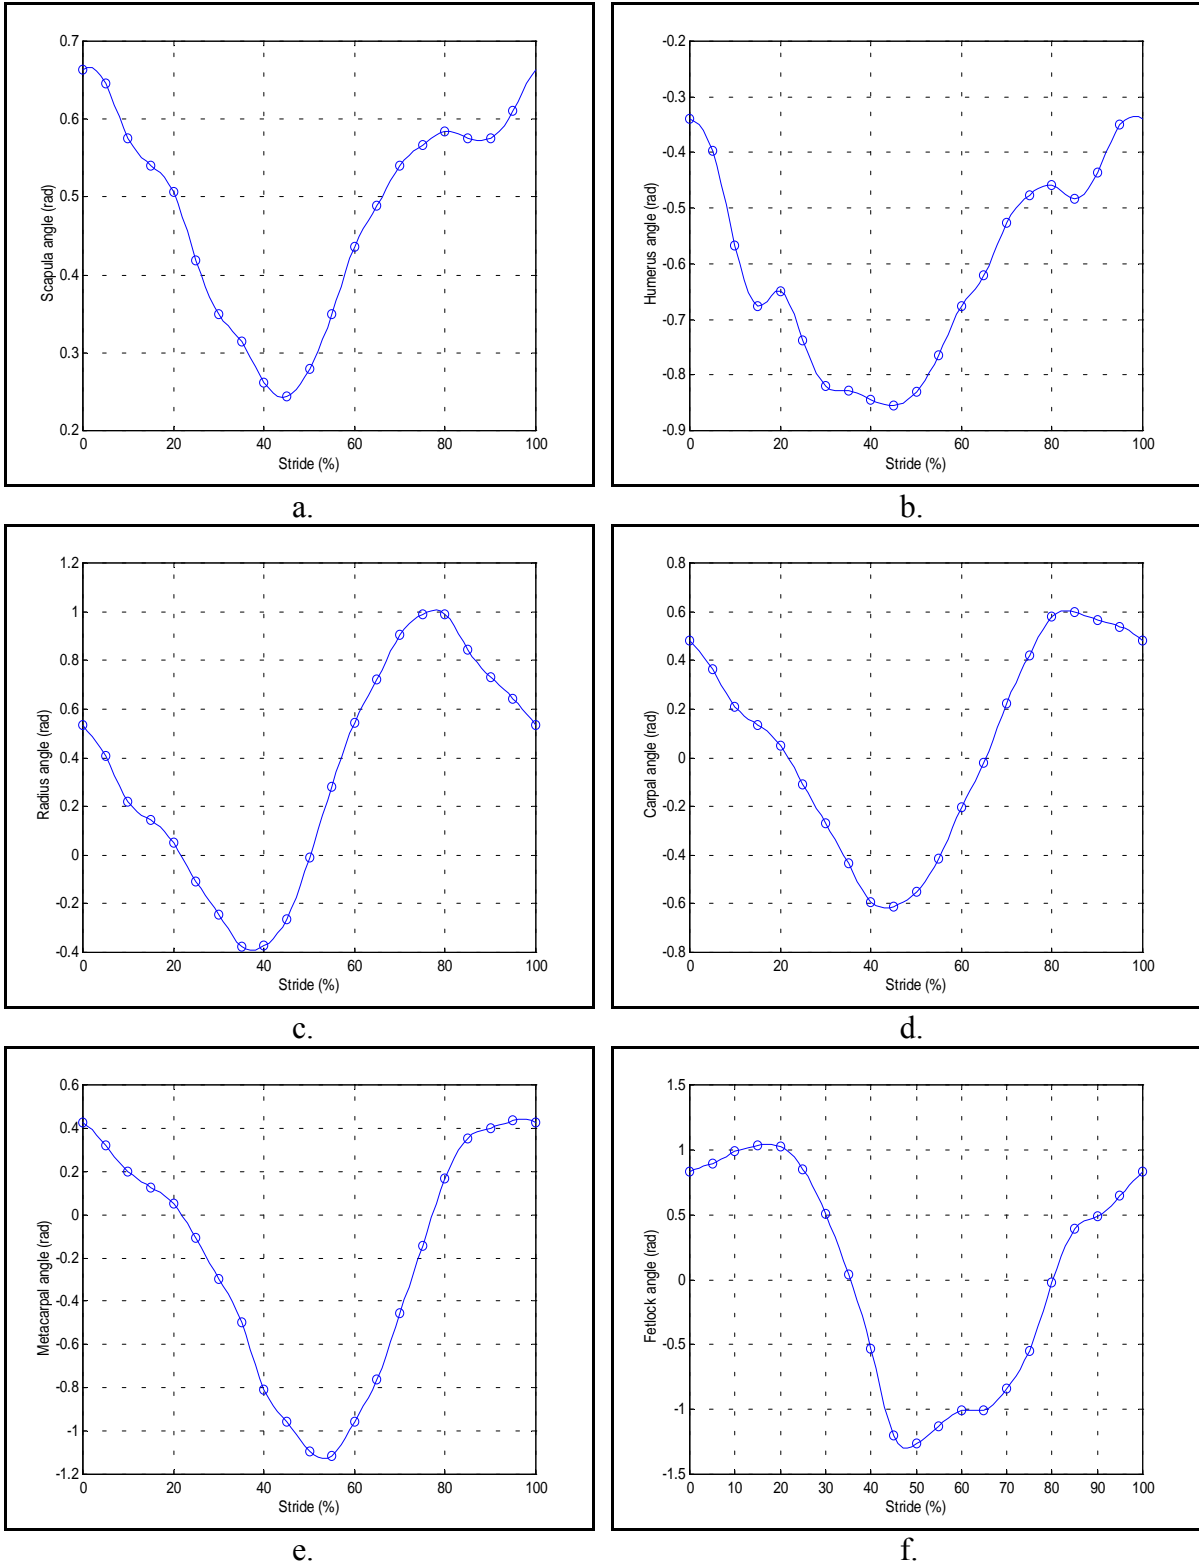 0.7
0.6
0.5
0.4
0.3
0.2
Scapula angle (rad)
0 20 40 60 80 100
Stride (%)
a.
-0.2
-0.3
-0.4
-0.5
-0.6
-0.7
-0.8
-0.9
Humerus angle (rad)
0 20 40 60 80 100
Stride (%)
b.
1.2
1
0.8
0.6
0.4
0.2
0
-0.2
-0.4
Radius angle (rad)
0 20 40 60 80 100
Stride (%)
c.
0.8
0.6
0.4
0.2
0
-0.2
-0.4
-0.6
-0.8
Carpal angle (rad)
0 20 40 60 80 100
Stride (%)
d.
0.6
0.4
0.2
0
-0.2
-0.4
-0.6
-0.8
-1
-1.2
Metacarpal angle (rad)
0 20 40 60 80 100
Stride (%)
e.
1.5
1
0.5
0
-0.5
-1
-1.5
Fetlock angle (rad)
0 10 20 30 40 50 60 70 80 90 100
Stride (%)
f.